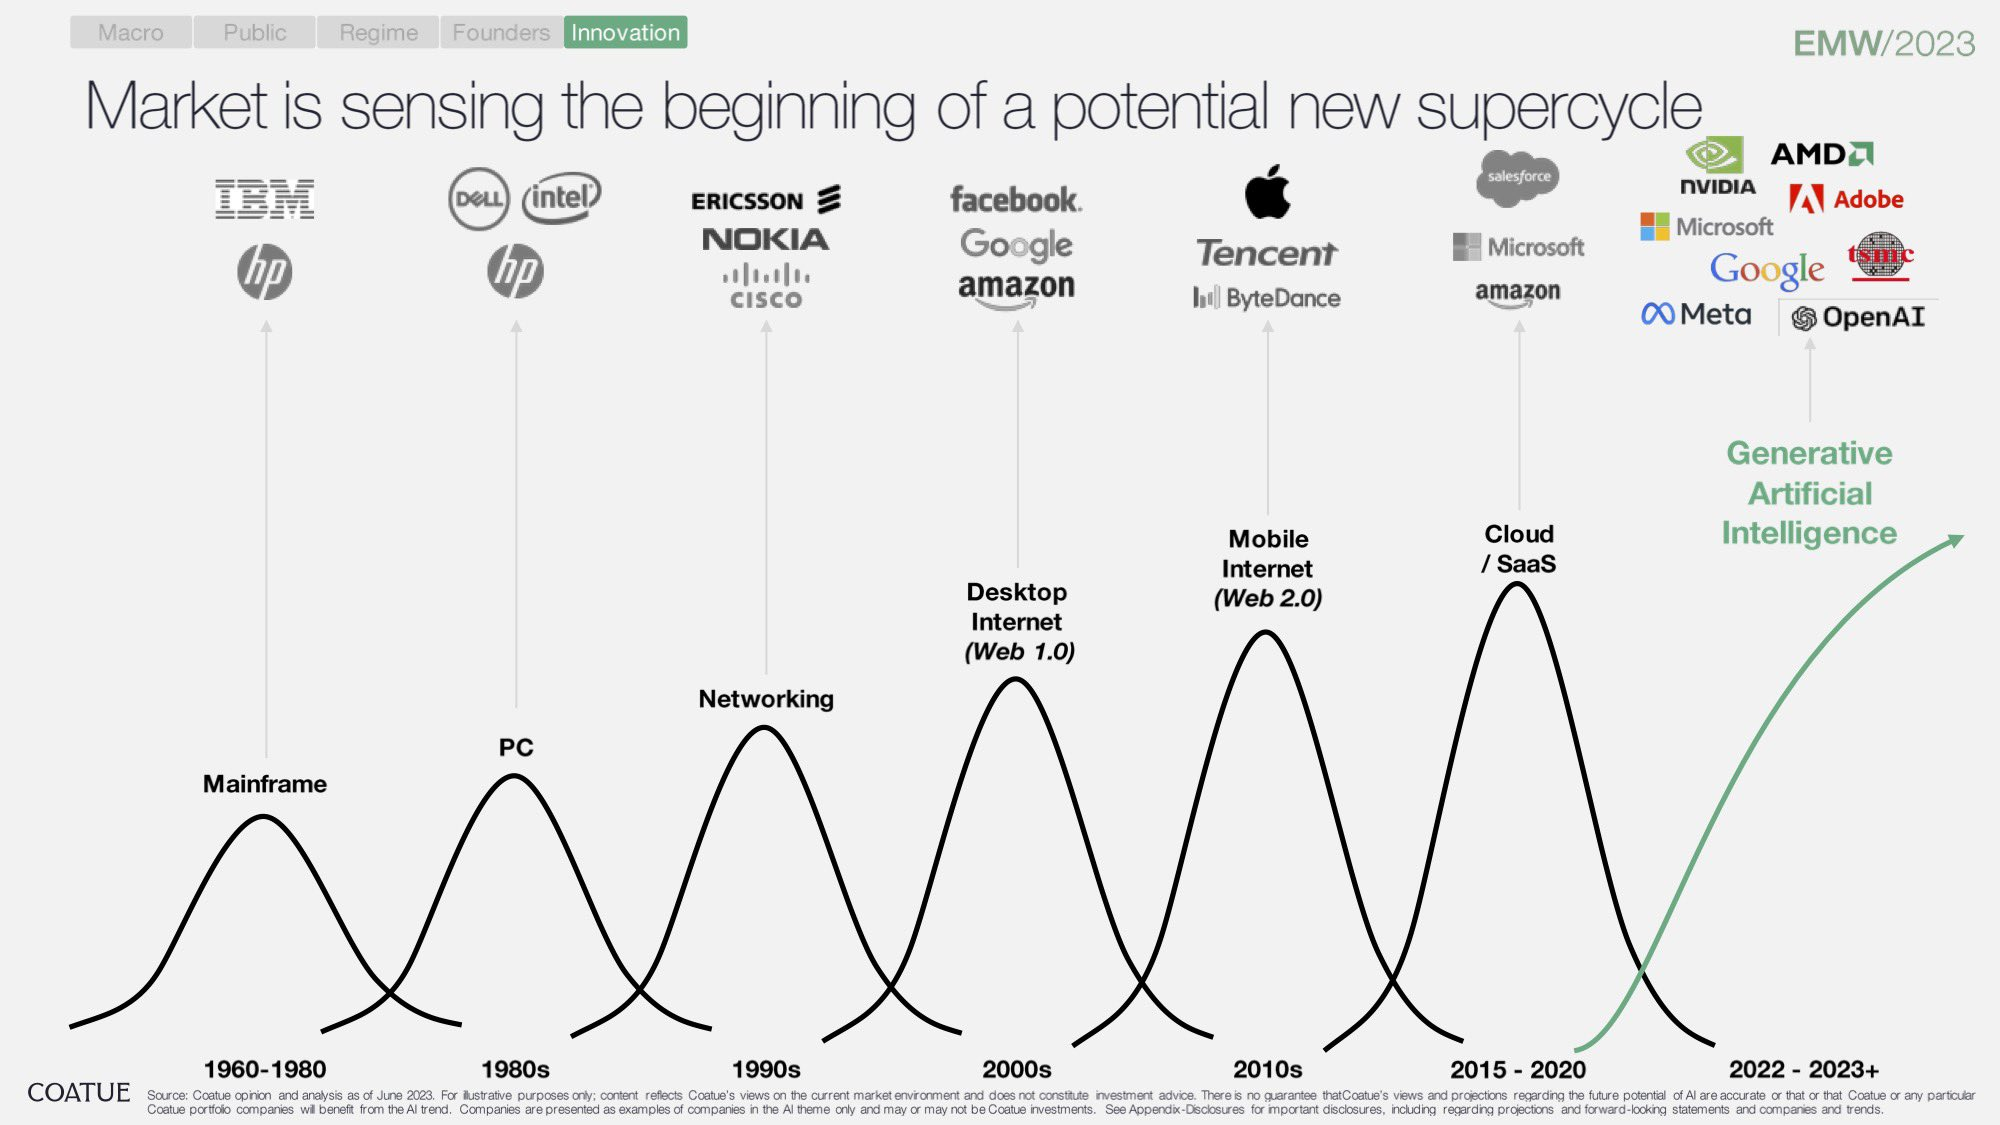 Macro Public Regime Founders Innovation
EMW/2023
Market is sensing the beginning of a potential new supercycle
IBM
hp
DELL intel
hp
ERICSSON
NOKIA
CISCO
facebook.
Google
amazon
Tencent
ByteDance
salesforce
Microsoft
amazon
NVIDIA AMD
Adobe
Microsoft
Google tsmc
Meta OpenAI
Generative
Artificial
Intelligence
Mainframe
PC
Networking
Desktop
Internet
(Web 1.0)
Mobile
Internet
(Web 2.0)
Cloud
/ SaaS
1960-1980 1980s 1990s 2000s 2010s 2015 - 2020 2022 - 2023+
COATUE
Source: Coatue opinion and analysis as of June 2023. For illustrative purposes only; content reflects Coatue's views on the current market environment and does not constitute investment advice. There is no guarantee thatCoatue's views and projections regarding the future potential of AI are accurate or that or that Coatue or any particular
Coatue portfolio companies will benefit from the AI trend. Companies are presented as examples of companies in the AI theme only and may or may not be Coatue investments. See Appendix-Disclosures for important disclosures, including regarding projections and forward-looking statements and companies and trends.